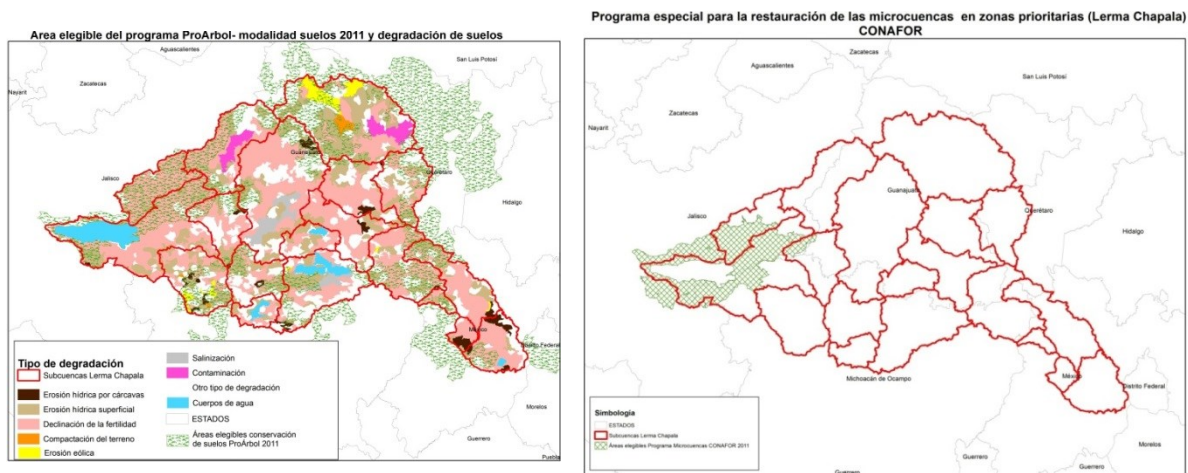 Area elegible del programa ProArbol- modalidad suelos 2011 y degradación de suelos
Aguascalientes
Zacatecas
San Luis Potosí
Nayarit
Guanajuato
Querétaro
Jalisco
Hidalgo
México
Distrito Federal
Morelos
Guerrero
Puebla
Tipo de degradación
Subcuencas Lerma Chapala
Erosión hídrica por cárcavas
Erosión hídrica superficial
Declinación de la fertilidad
Compactación del terreno
Erosión eólica
Salinización
Contaminación
Otro tipo de degradación
Cuerpos de agua
ESTADOS
Áreas elegibles conservación
de suelos ProÁrbol 2011
Programa especial para la restauración de las microcuencas en zonas prioritarias (Lerma Chapala)
CONAFOR
Zacatecas
Aguascalientes
San Luis Potosí
Zacatecas
Nayarit
Guanajuato
Jalisco
Querétaro
Hidalgo
México
Michoacán de Ocampo
Distrito Federal
Morelos
Guerrero
Guerrero
Simbología
ESTADOS
Subcuencas Lerma Chapala
Áreas elegibles Programa Microcuencas CONAFOR 2011